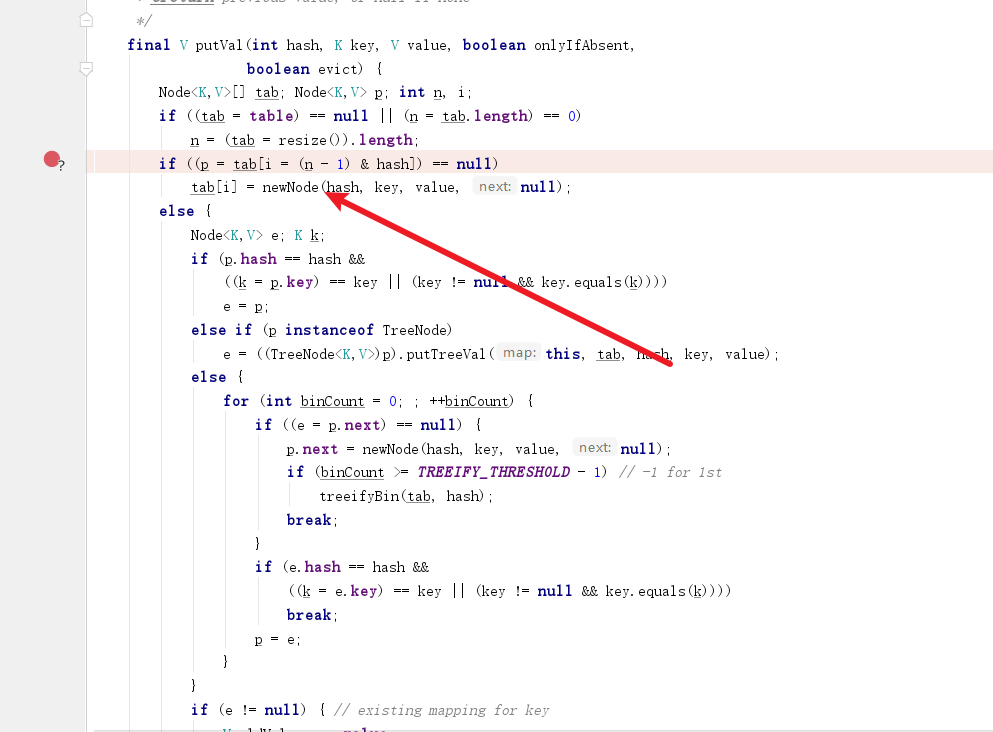 * @return previous value, or null if none
*/
final V putVal(int hash, K key, V value, boolean onlyIfAbsent,
boolean evict) {
Node<K,V>[] tab; Node<K,V> p; int n, i;
if ((tab = table) == null || (n = tab.length) == 0)
n = (tab = resize()).length;
?
if ((p = tab[i = (n - 1) & hash]) == null)
tab[i] = newNode(hash, key, value, next: null);
else {
Node<K,V> e; K k;
if (p.hash == hash &&
((k = p.key) == key || (key != null && key.equals(k))))
e = p;
else if (p instanceof TreeNode)
e = ((TreeNode<K,V>)p).putTreeVal( map: this, tab, hash, key, value);
else {
for (int binCount = 0; ; ++binCount) {
if ((e = p.next) == null) {
p.next = newNode(hash, key, value, next: null);
if (binCount >= TREEIFY_THRESHOLD - 1) // -1 for 1st
treeifyBin(tab, hash);
break;
}
if (e.hash == hash &&
((k = e.key) == key || (key != null && key.equals(k))))
break;
p = e;
}
}
if (e != null) { // existing mapping for key